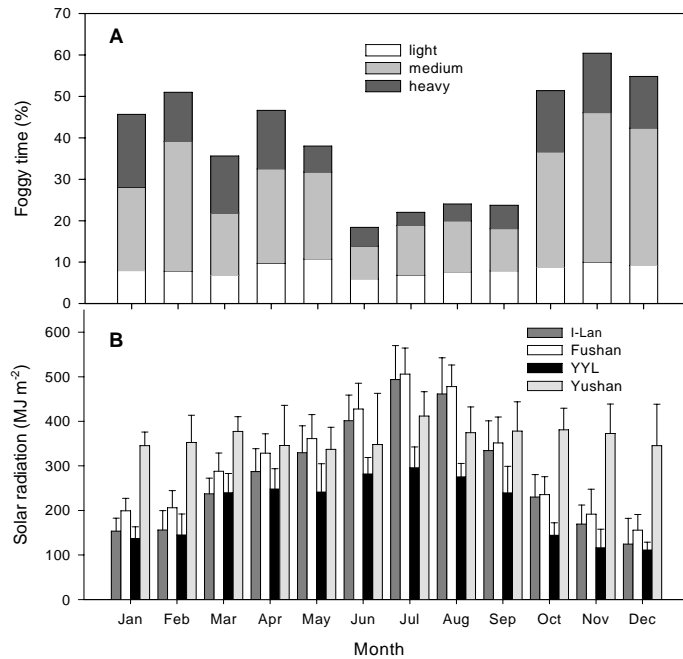 A
light
medium
heavy
Foggy time (%)
70
60
50
40
30
20
10
0
B
I-Lan
Fushan
YYL
Yushan
Solar radiation (MJ m-2)
600
500
400
300
200
100
0
Jan Feb Mar Apr May Jun Jul Aug Sep Oct Nov Dec
Month